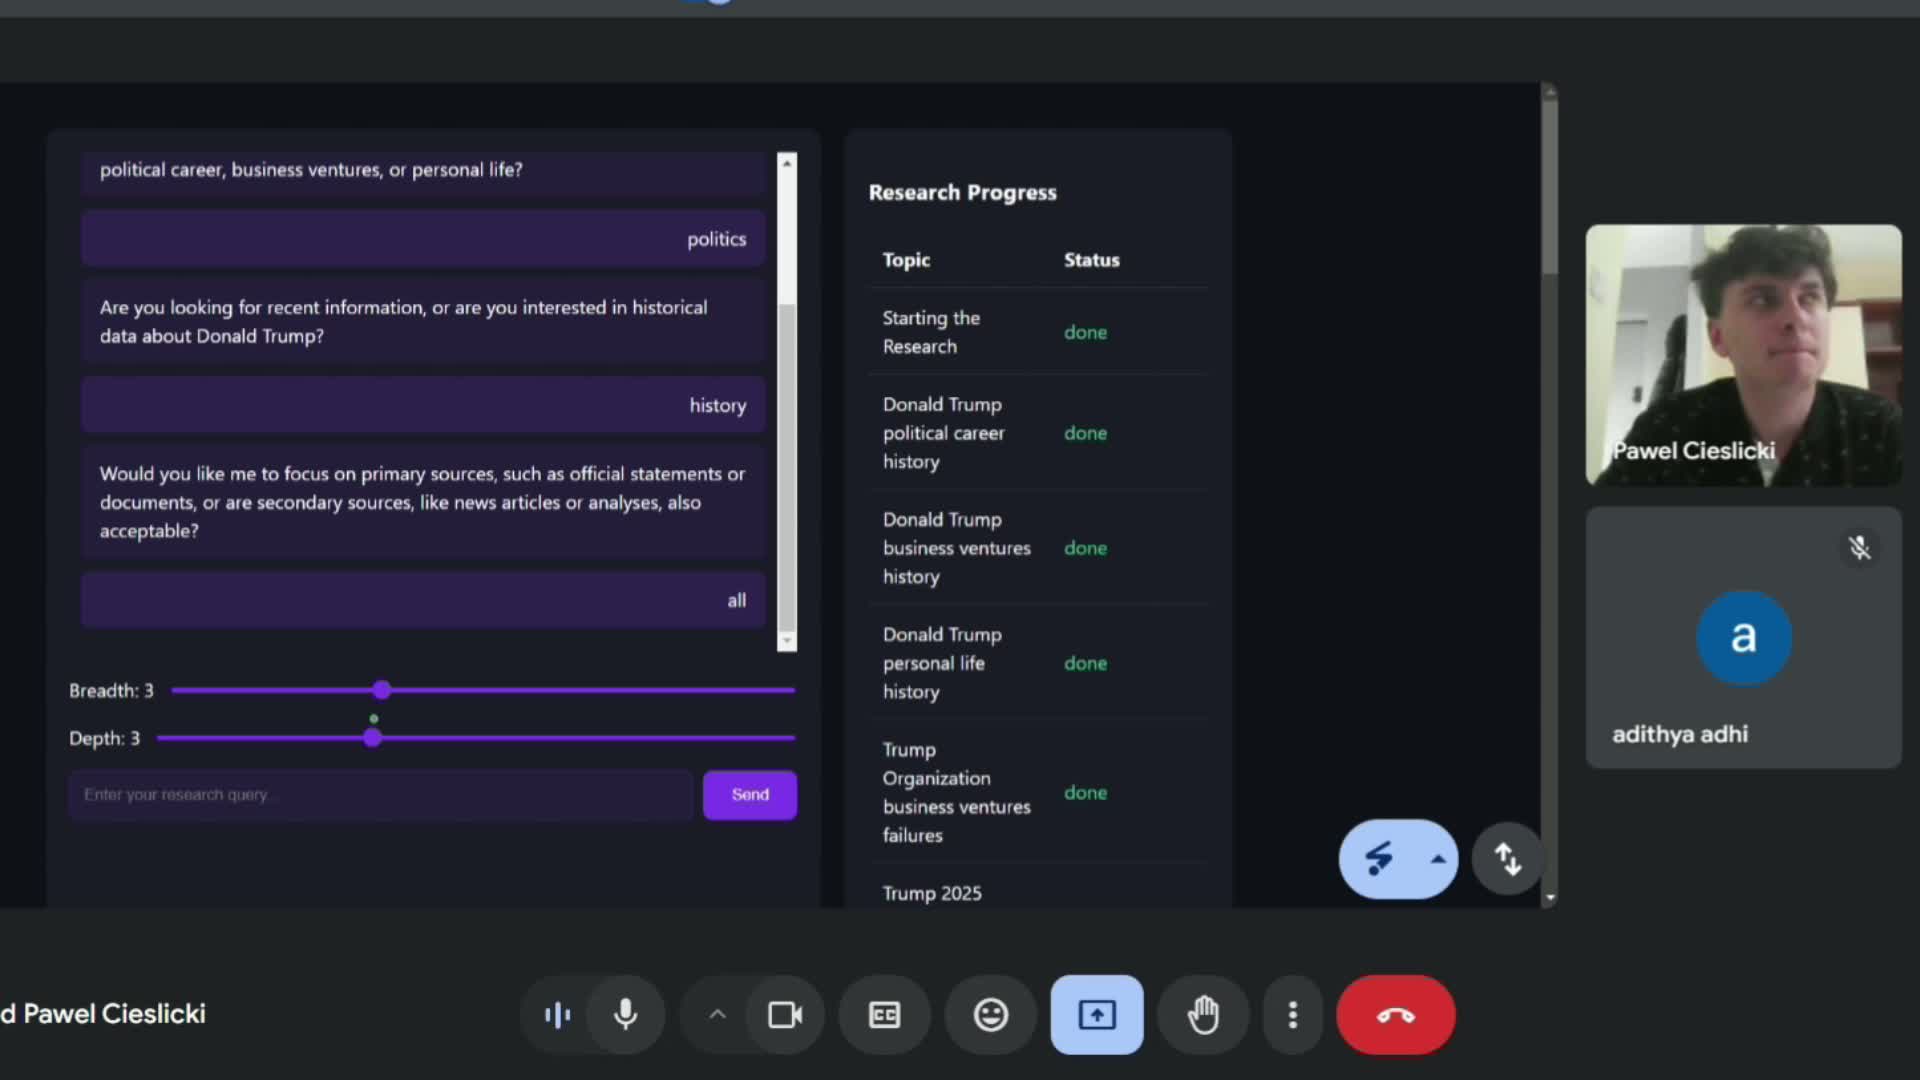 political career, business ventures, or personal life?
politics
Are you looking for recent information, or are you interested in historical
data about Donald Trump?
history
Would you like me to focus on primary sources, such as official statements or
documents, or are secondary sources, like news articles or analyses, also
acceptable?
all
Breadth: 3
Depth: 3
Enter your research query...
Send
Research Progress
Topic Status
Starting the
Research
done
Donald Trump
political career
history
done
Donald Trump
business ventures
history
done
Donald Trump
personal life
history
done
Trump
Organization
business ventures
failures
done
Trump 2025
Pawel Cieslicki
a
adithya adhi
d Pawel Cieslicki
CC